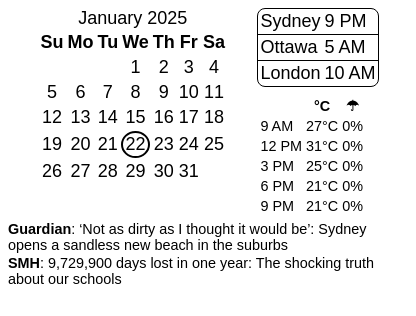 January 2025
Su Mo Tu We Th Fr Sa
1 2 3 4
5 6 7 8 9 10 11
12 13 14 15 16 17 18
19 20 21 22 23 24 25
26 27 28 29 30 31
Sydney 9 PM
Ottawa 5 AM
London 10 AM
°C ☂
9 AM 27°C 0%
12 PM 31°C 0%
3 PM 25°C 0%
6 PM 21°C 0%
9 PM 21°C 0%
Guardian: ‘Not as dirty as I thought it would be’: Sydney
opens a sandless new beach in the suburbs
SMH: 9,729,900 days lost in one year: The shocking truth
about our schools